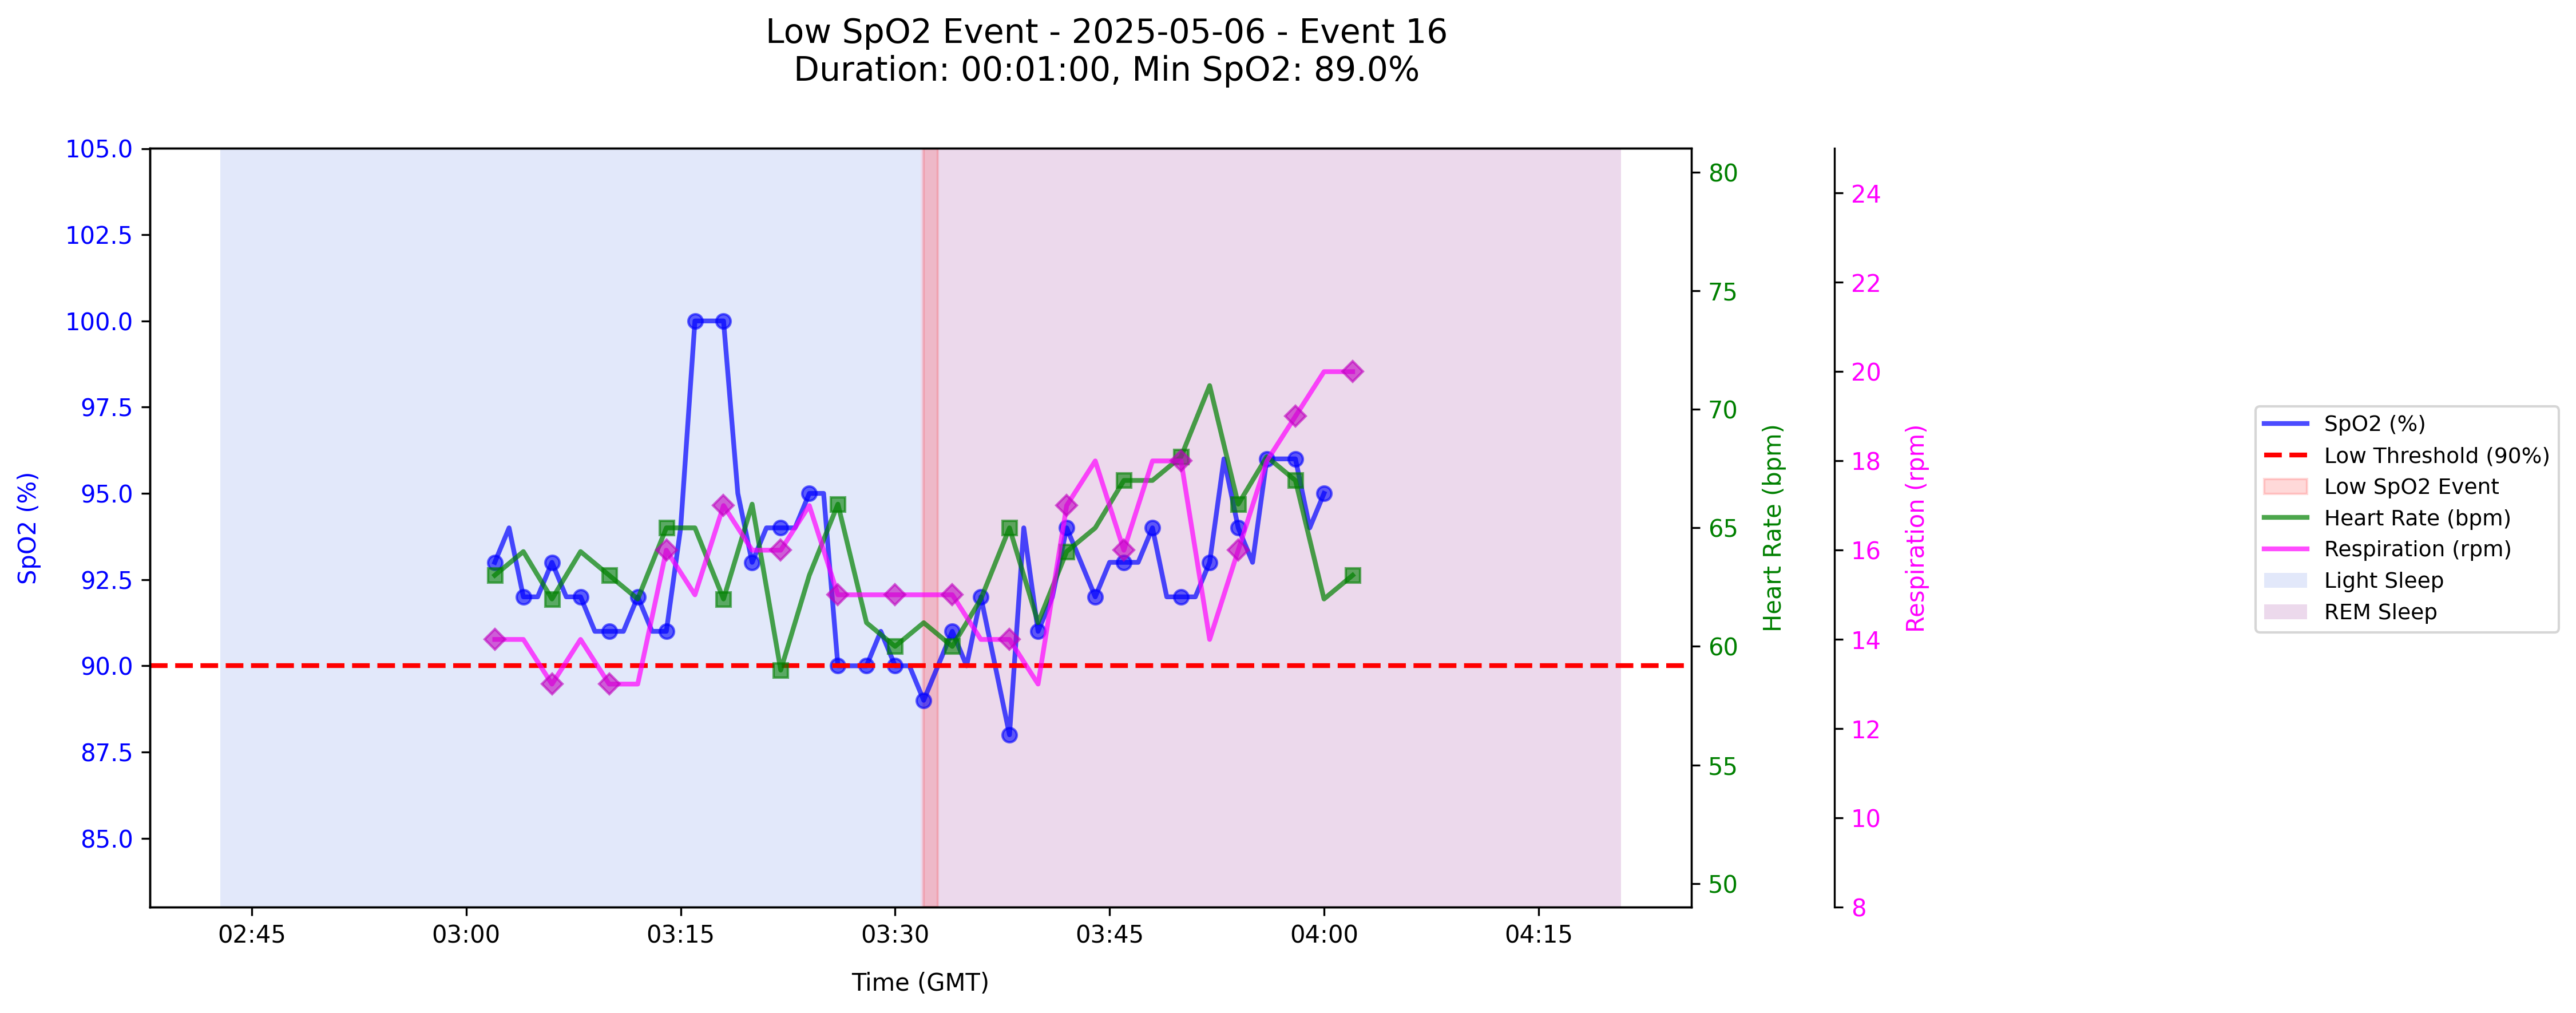 Low SpO2 Event - 2025-05-06 - Event 16
Duration: 00:01:00, Min SpO2: 89.0%
105.0
102.5
100.0
97.5
95.0
92.5
90.0
87.5
85.0
SpO2 (%)
02:45
03:00
03:15
03:30
03:45
04:00
04:15
Time (GMT)
80
75
70
65
60
55
50
Heart Rate (bpm)
24
22
20
18
16
14
12
10
8
Respiration (rpm)
SpO2 (%)
Low Threshold (90%)
Low SpO2 Event
Heart Rate (bpm)
Respiration (rpm)
Light Sleep
REM Sleep